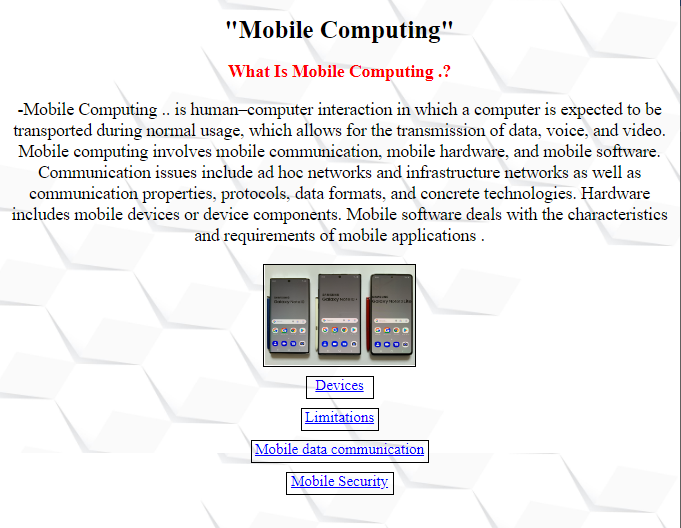 "Mobile Computing"
What Is Mobile Computing .?
-Mobile Computing .. is human–computer interaction in which a computer is expected to be
transported during normal usage, which allows for the transmission of data, voice, and video.
Mobile computing involves mobile communication, mobile hardware, and mobile software.
Communication issues include ad hoc networks and infrastructure networks as well as
communication properties, protocols, data formats, and concrete technologies. Hardware
includes mobile devices or device components. Mobile software deals with the characteristics
and requirements of mobile applications .
Devices
Limitations
Mobile data communication
Mobile Security